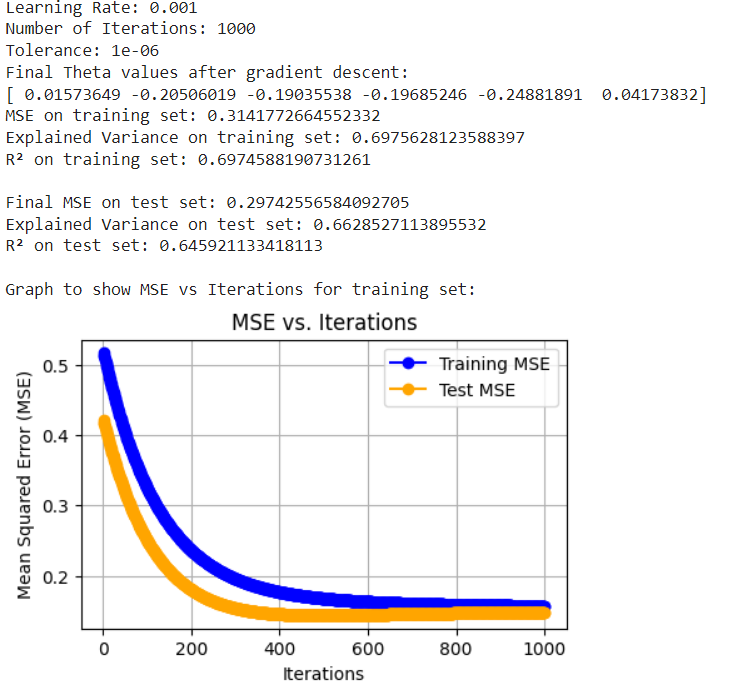 Learning Rate: 0.001
Number of Iterations: 1000
Tolerance: 1e-06
Final Theta values after gradient descent:
[ 0.01573649 -0.20506019 -0.19035538 -0.19685246 -0.24881891  0.04173832]
MSE on training set: 0.3141772664552332
Explained Variance on training set: 0.6975628123588397
R² on training set: 0.6974588190731261
Final MSE on test set: 0.29742556584092705
Explained Variance on test set: 0.6628527113895532
R² on test set: 0.645921133418113
Graph to show MSE vs Iterations for training set:
MSE vs. Iterations
Training MSE
Test MSE
Mean Squared Error (MSE)
0.5
0.4
0.3
0.2
0 200 400 600 800 1000
Iterations